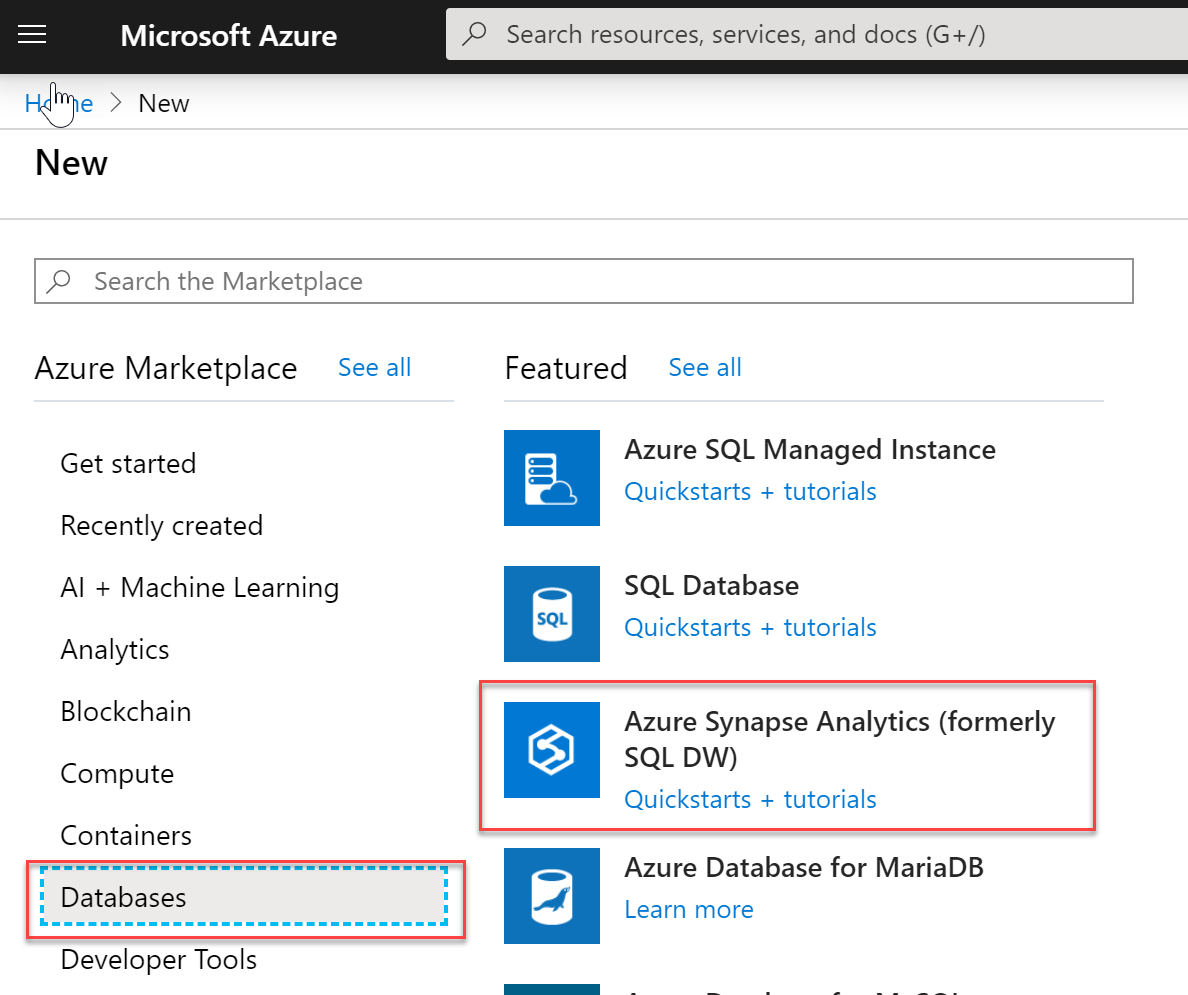 Microsoft Azure
Search resources, services, and docs (G+/)
Home > New
New
Search the Marketplace
Azure Marketplace See all
Get started
Recently created
AI + Machine Learning
Analytics
Blockchain
Compute
Containers
Databases
Developer Tools
Featured See all
Azure SQL Managed Instance
Quickstarts + tutorials
SQL
SQL Database
Quickstarts + tutorials
Azure Synapse Analytics (formerly
SQL DW)
Quickstarts + tutorials
Azure Database for MariaDB
Learn more